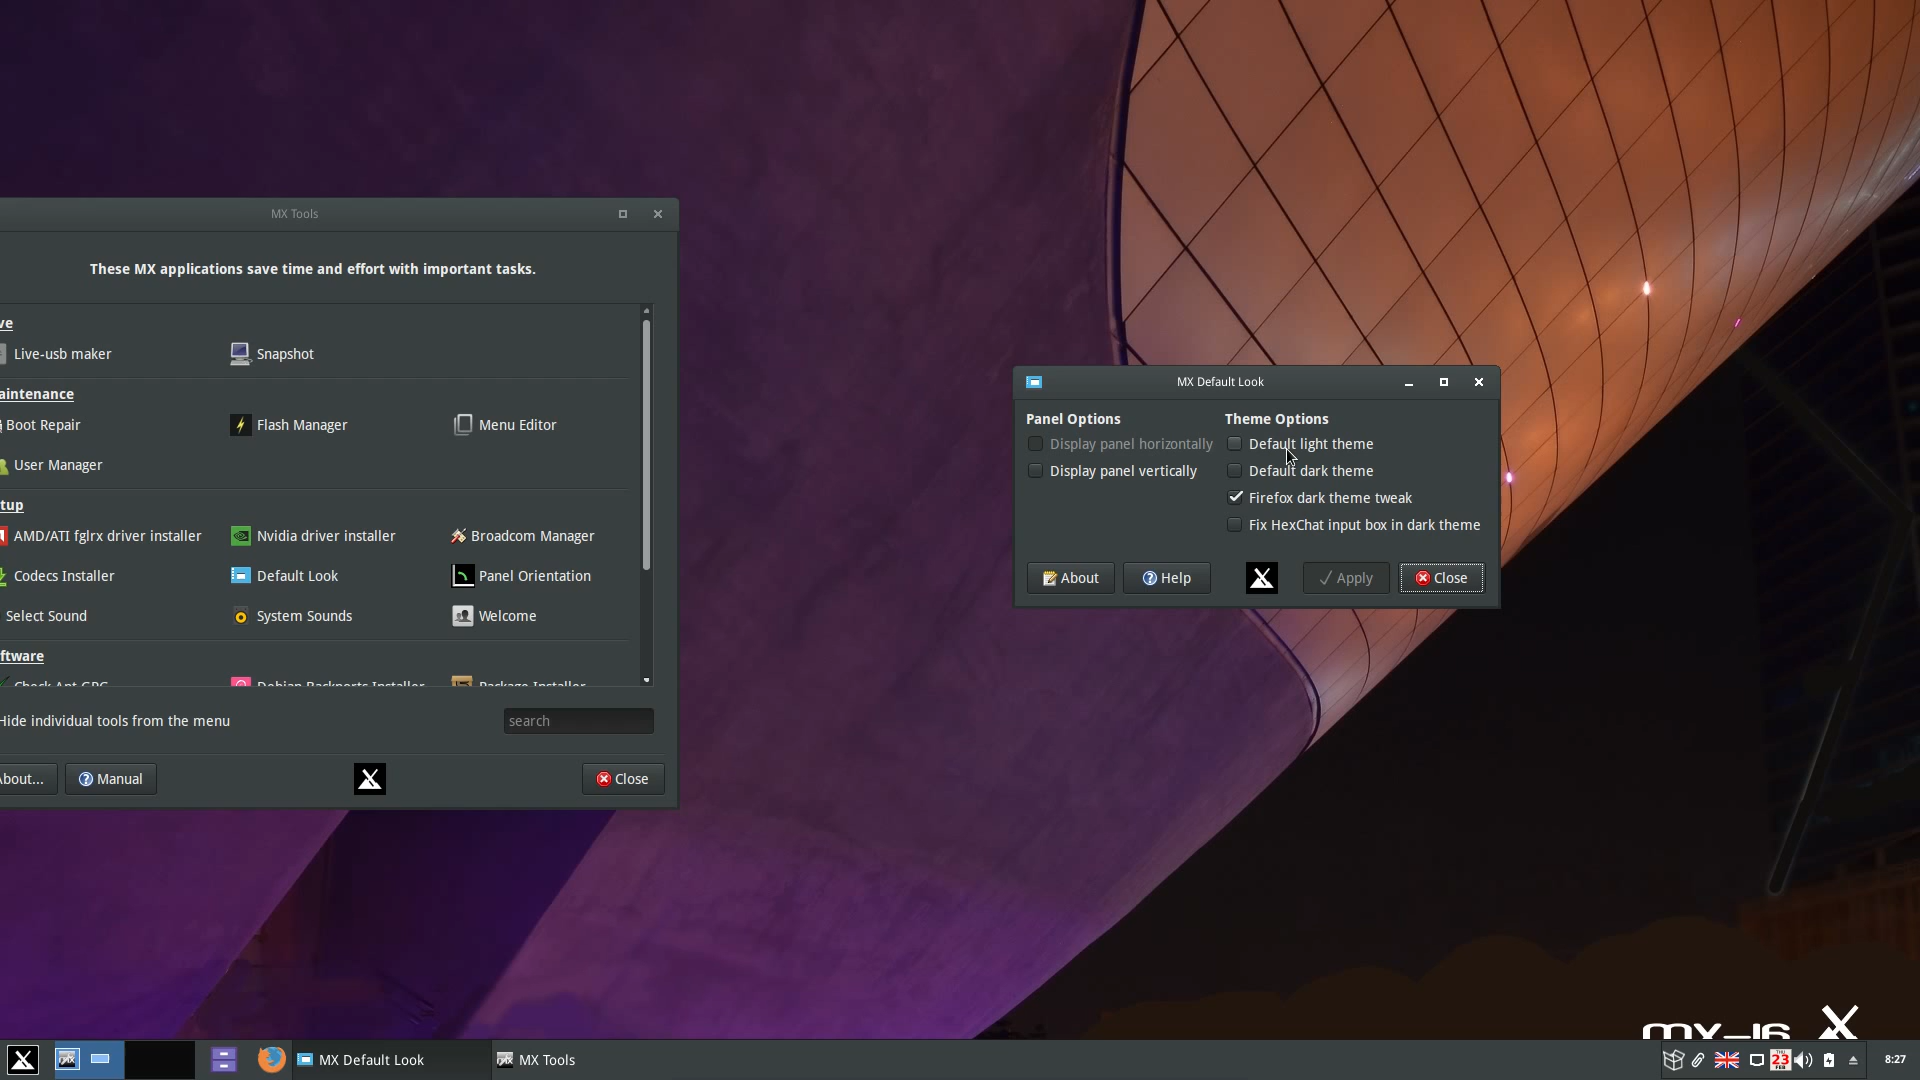 MX Tools
These MX applications save time and effort with important tasks.
ve
Live-usb maker
Snapshot
aintenance
Boot Repair
Flash Manager
Menu Editor
User Manager
tup
AMD/ATI fglrx driver installer
Nvidia driver installer
Broadcom Manager
Codecs Installer
Default Look
Panel Orientation
Select Sound
System Sounds
Welcome
ftware
Check Apt GPG
Debian Backports Installer
Package Installer
Hide individual tools from the menu
search
About...
Manual
Close
MX Default Look
Panel Options
Theme Options
Display panel horizontally
Default light theme
Display panel vertically
Default dark theme
Firefox dark theme tweak
Fix HexChat input box in dark theme
About
Help
Apply
Close
mx-16
MX Default Look
MX Tools
THU
23
FEB
8:27